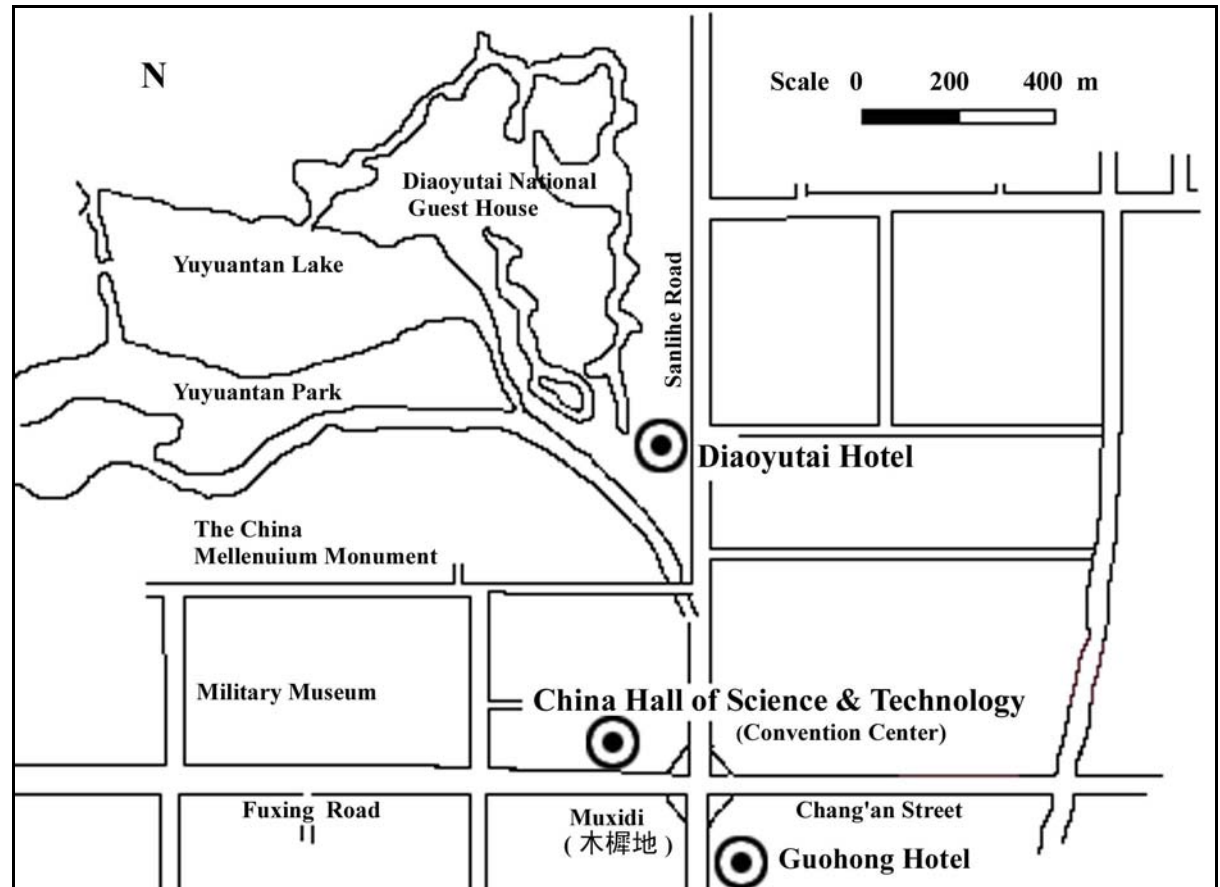 N
Scale 0 200 400 m
Diaoyutai National
Guest House
Yuyuantan Lake
Sanlihe Road
Yuyuantan Park
Diaoyutai Hotel
The China
Mellenuium Monument
Military Museum
China Hall of Science & Technology
(Convention Center)
Fuxing Road
Muxidi
(木樨地)
Chang'an Street
Guohong Hotel